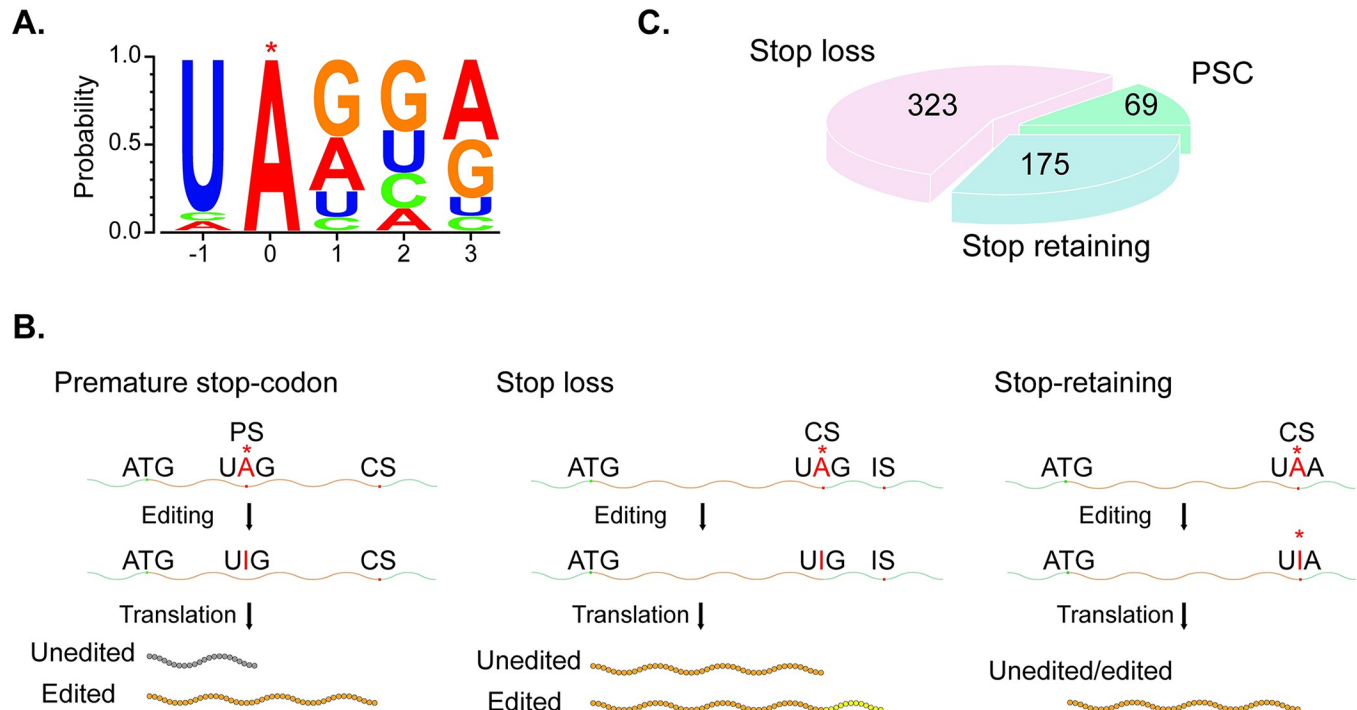 A.
Probability
1.0
0.5
0.0
*
U A G G A
C A U G
A U C U
C A C
-1 0 1 2 3
C.
Stop loss
323
PSC
69
175
Stop retaining
B.
Premature stop-codon
PS
*
ATG UAG CS
Editing
ATG UIG CS
Translation
Unedited
Edited
Stop loss
CS
*
ATG UAG IS
Editing
ATG UIG IS
Translation
Unedited
Edited
Stop-retaining
CS
*
ATG UAA
Editing
*
ATG UIA
Translation
Unedited/edited